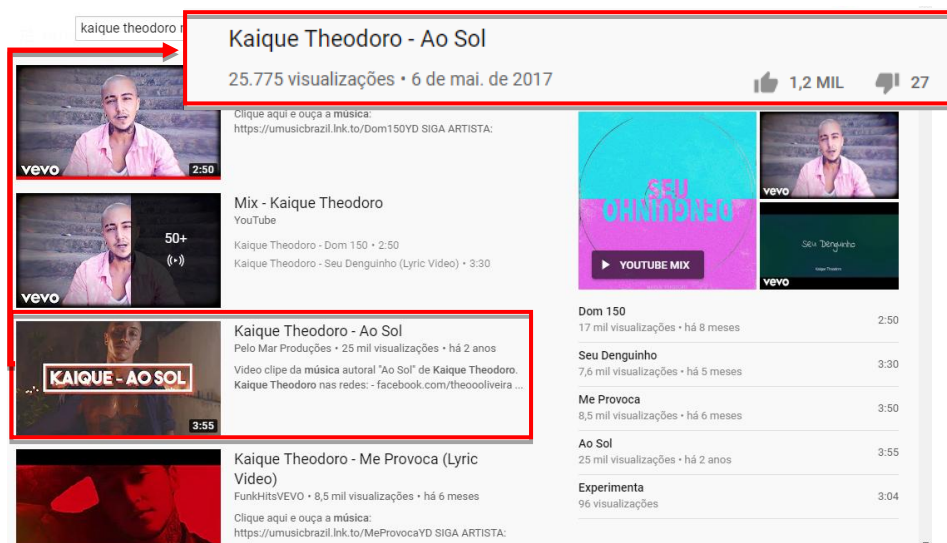 kaique theodoro
Kaique Theodoro - Ao Sol
25.775 visualizações • 6 de mai. de 2017
1,2 MIL
27
vevo
2:50
Clique aqui e ouça a música:
https://umusicbrazil.lnk.to/Dom150YD SIGA ARTISTA:
vevo
50+
Mix - Kaique Theodoro
YouTube
Kaique Theodoro - Dom 150 • 2:50
Kaique Theodoro - Seu Denguinho (Lyric Video) • 3:30
KAIQUE - AO SOL
3:55
Kaique Theodoro - Ao Sol
Pelo Mar Produções • 25 mil visualizações • há 2 anos
Video clipe da música autoral "Ao Sol" de Kaique Theodoro.
Kaique Theodoro nas redes: - facebook.com/theoooliveira ...
Kaique Theodoro - Me Provoca (Lyric
Video)
FunkHitsVEVO • 8,5 mil visualizações • há 6 meses
Clique aqui e ouça a música:
https://umusicbrazil.lnk.to/MeProvocaYD SIGA ARTISTA:
SEU
DENGUINHO
YOUTUBE MIX
vevo
Seu Denguinho
Kaique Theodoro
vevo
Dom 150
17 mil visualizações • há 8 meses
2:50
Seu Denguinho
7,6 mil visualizações • há 5 meses
3:30
Me Provoca
8,5 mil visualizações • há 6 meses
3:50
Ao Sol
25 mil visualizações • há 2 anos
3:55
Experimenta
96 visualizações
3:04